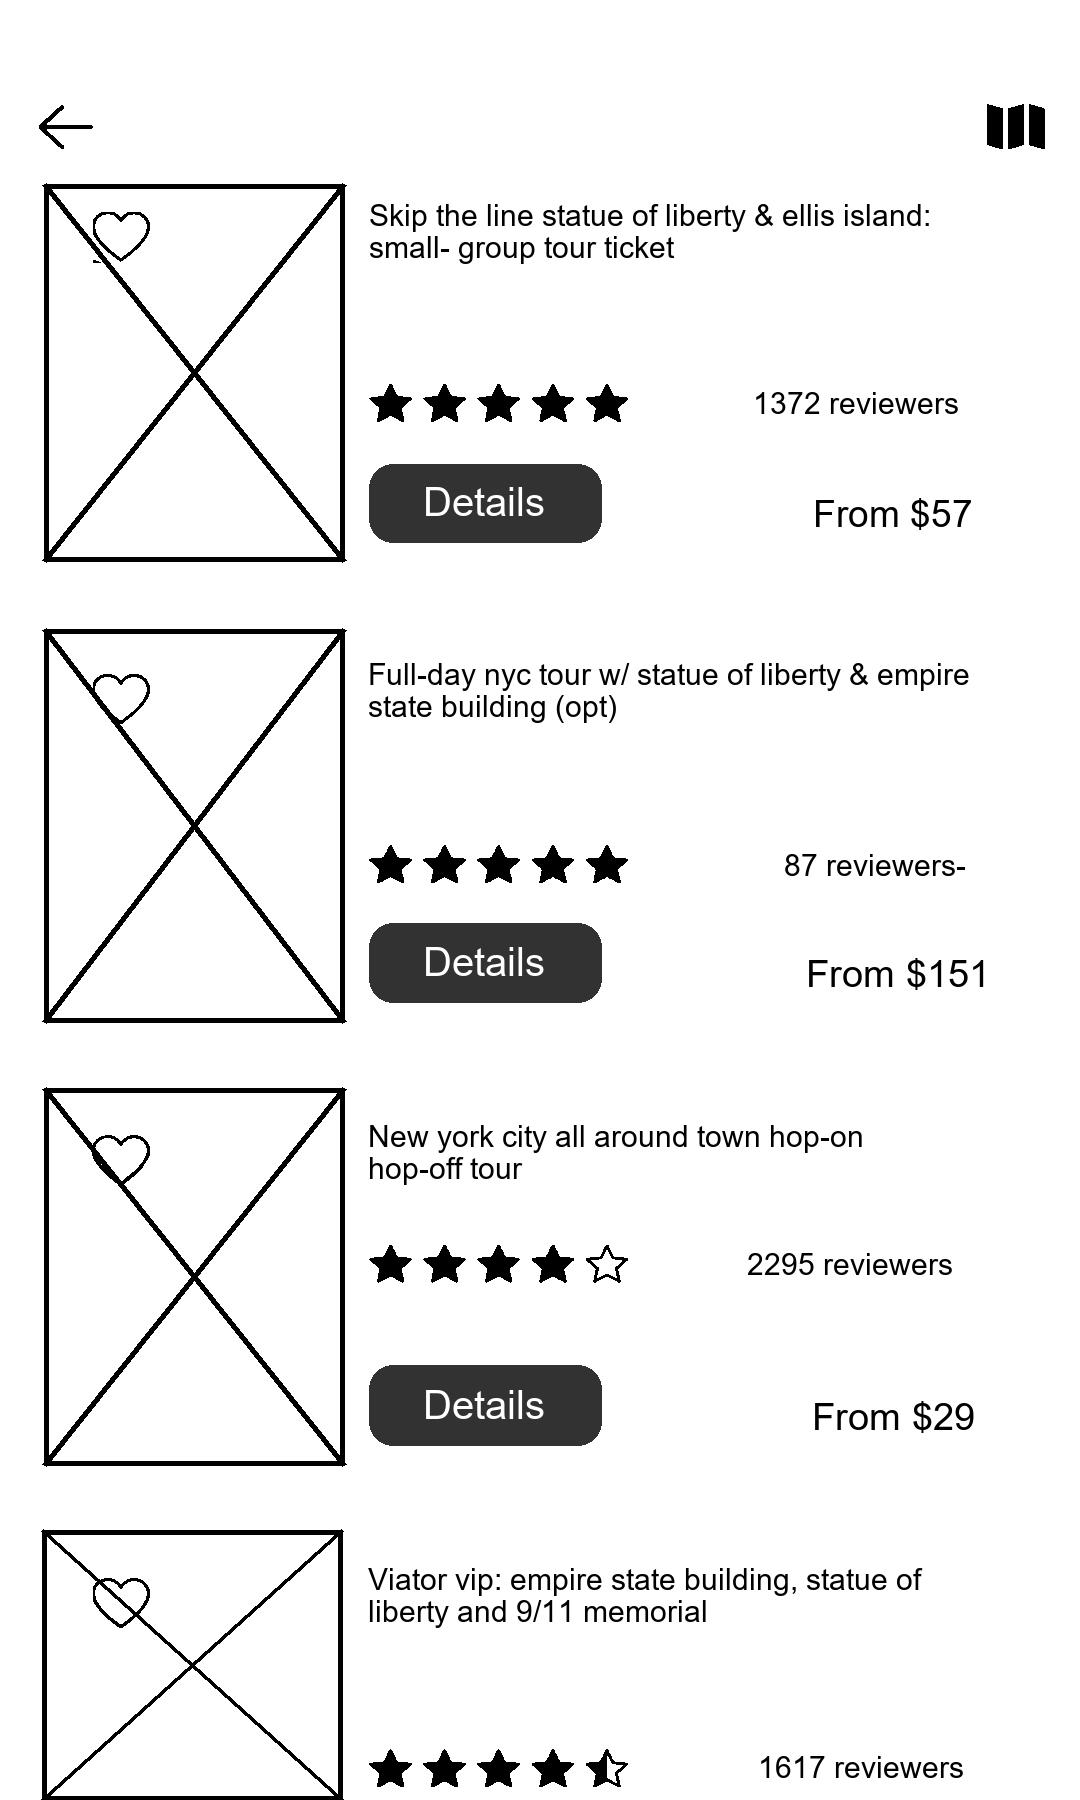 Skip the line statue of liberty & ellis island:
small- group tour ticket
1372 reviewers
Details
From $57
Full-day nyc tour w/ statue of liberty & empire
state building (opt)
87 reviewers-
Details
From $151
New york city all around town hop-on
hop-off tour
2295 reviewers
Details
From $29
Viator vip: empire state building, statue of
liberty and 9/11 memorial
1617 reviewers